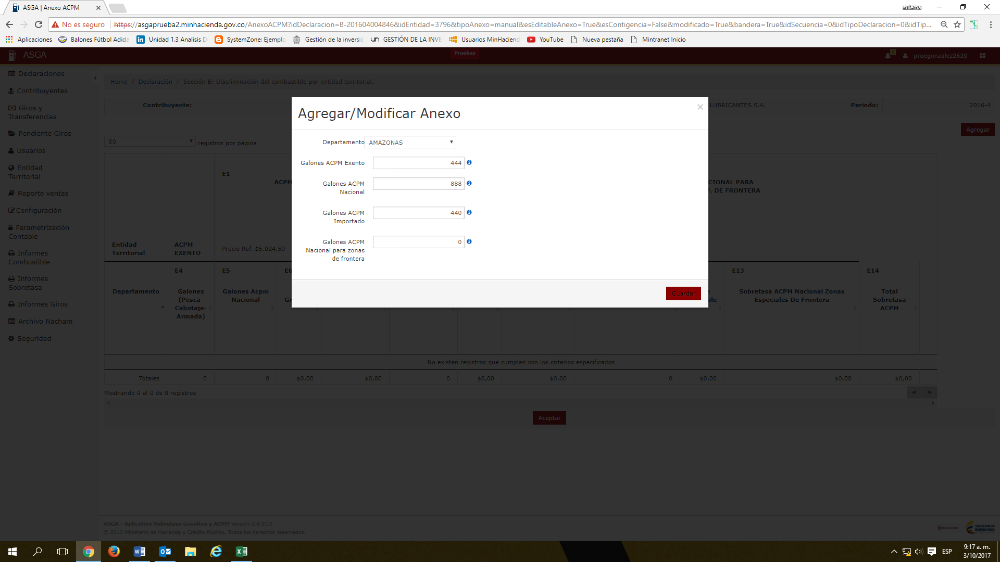 ASGA | Anexo ACPM
zulema
No es seguro
https://asgaprueba2.minhacienda.gov.co/AnexoACPM?idDeclaracion=B-201604004846&idEntidad=3796&tipoAnexo=manual&esEditableAnexo=True&esContigencia=False&modificado=True&bandera=True&idSecuencia=0&idTipoDeclaracion=0&idTip...
Aplicaciones
Balones Fútbol Adida
Unidad 1.3 Analisis D
SystemZone: Ejemplo
Gestión de la inversió
GESTIÓN DE LA INVE
Usuarios MinHaciend
YouTube
Nueva pestaña
Mintranet Inicio
ASGA
Pruebas
pruegonzalez2620
Declaraciones
Contribuyentes
Giros y
Transferencias
Pendiente Giros
Usuarios
Entidad
Territorial
Reporte ventas
Configuración
Parametrización
Contable
Informes
Combustible
Informes
Sobretasa
Informes Giros
Archivo Nacham
Seguridad
Home / Declaración / Sección E: Discriminación del combustible por entidad territorial.
Contribuyente:
LUBRICANTES S.A.
Periodo:
2016-4
Agregar
50
registros por página
Agregar/Modificar Anexo
×
Departamento
AMAZONAS
Galones ACPM Exento
444
Galones ACPM
Nacional
888
Galones ACPM
Importado
440
Galones ACPM
Nacional para zonas
de frontera
0
Guardar
E1
ACPM
CIONAL PARA
P. DE FRONTERA
Entidad
Territorial
ACPM
EXENTO
Precio Ref. $5.024,59
Departamento
E4
Galones
(Pesca-
Cabotaje-
Armada)
E5
Galones Acpm
Nacional
E6
Gr
e
ble
E13
Sobretasa ACPM Nacional Zonas
Especiales De Frontera
E14
Total
Sobretasa
ACPM
No existen registros que cumplan con los criterios especificados
Totales 0 0 $0,00 $0,00 0 $0,00 $0,00 0 $0,00 $0,00 $0,00
Mostrando 0 al 0 de 0 registros
«
»
Aceptar
ASGA - Aplicativo Sobretasa Gasolina y ACPM Versión 2.4.31.0
© 2013 Ministerio de Hacienda y Crédito Público. Todos los derechos reservados.
TODOS POR UN
NUEVO PAÍS
ESP
9:17 a. m.
3/10/2017